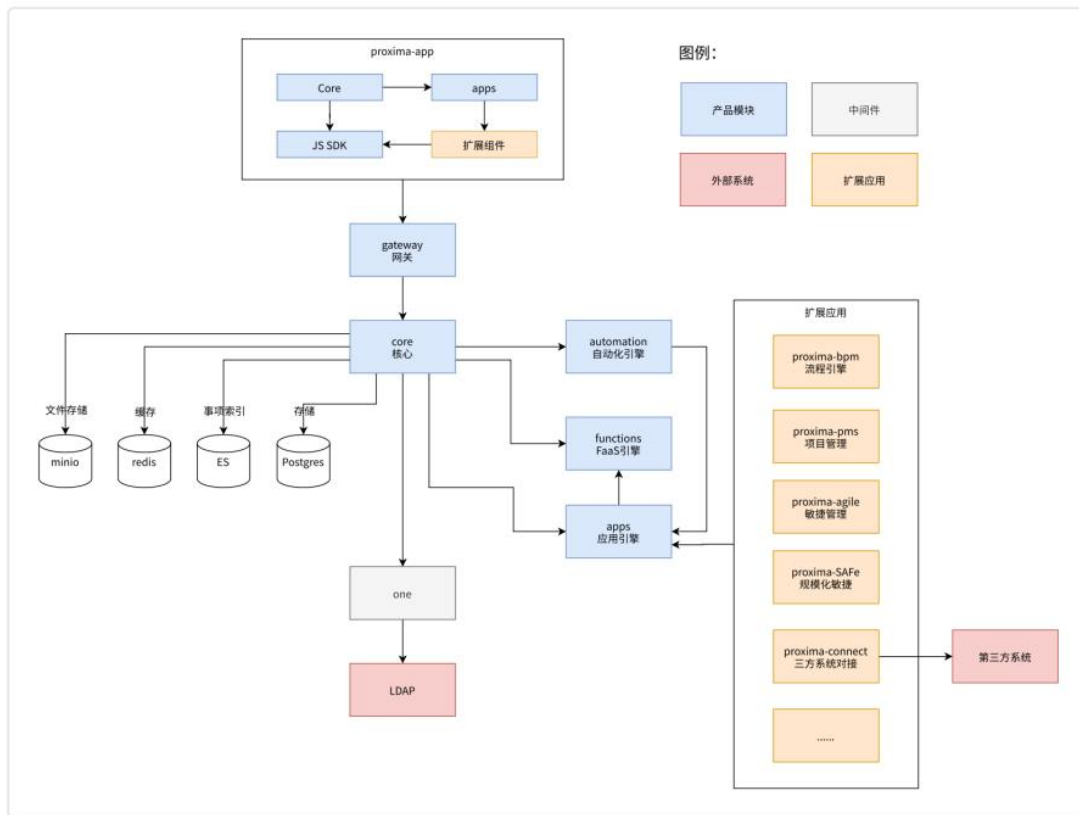 proxima-app
Core
apps
JS SDK
扩展组件
图例：
产品模块
中间件
外部系统
扩展应用
gateway
网关
core
核心
automation
自动化引擎
functions
FaaS引擎
apps
应用引擎
文件存储
缓存
事项索引
存储
minio
redis
ES
Postgres
one
LDAP
扩展应用
proxima-bpm
流程引擎
proxima-pms
项目管理
proxima-agile
敏捷管理
proxima-SAFe
规模化敏捷
proxima-connect
三方系统对接
......
第三方系统